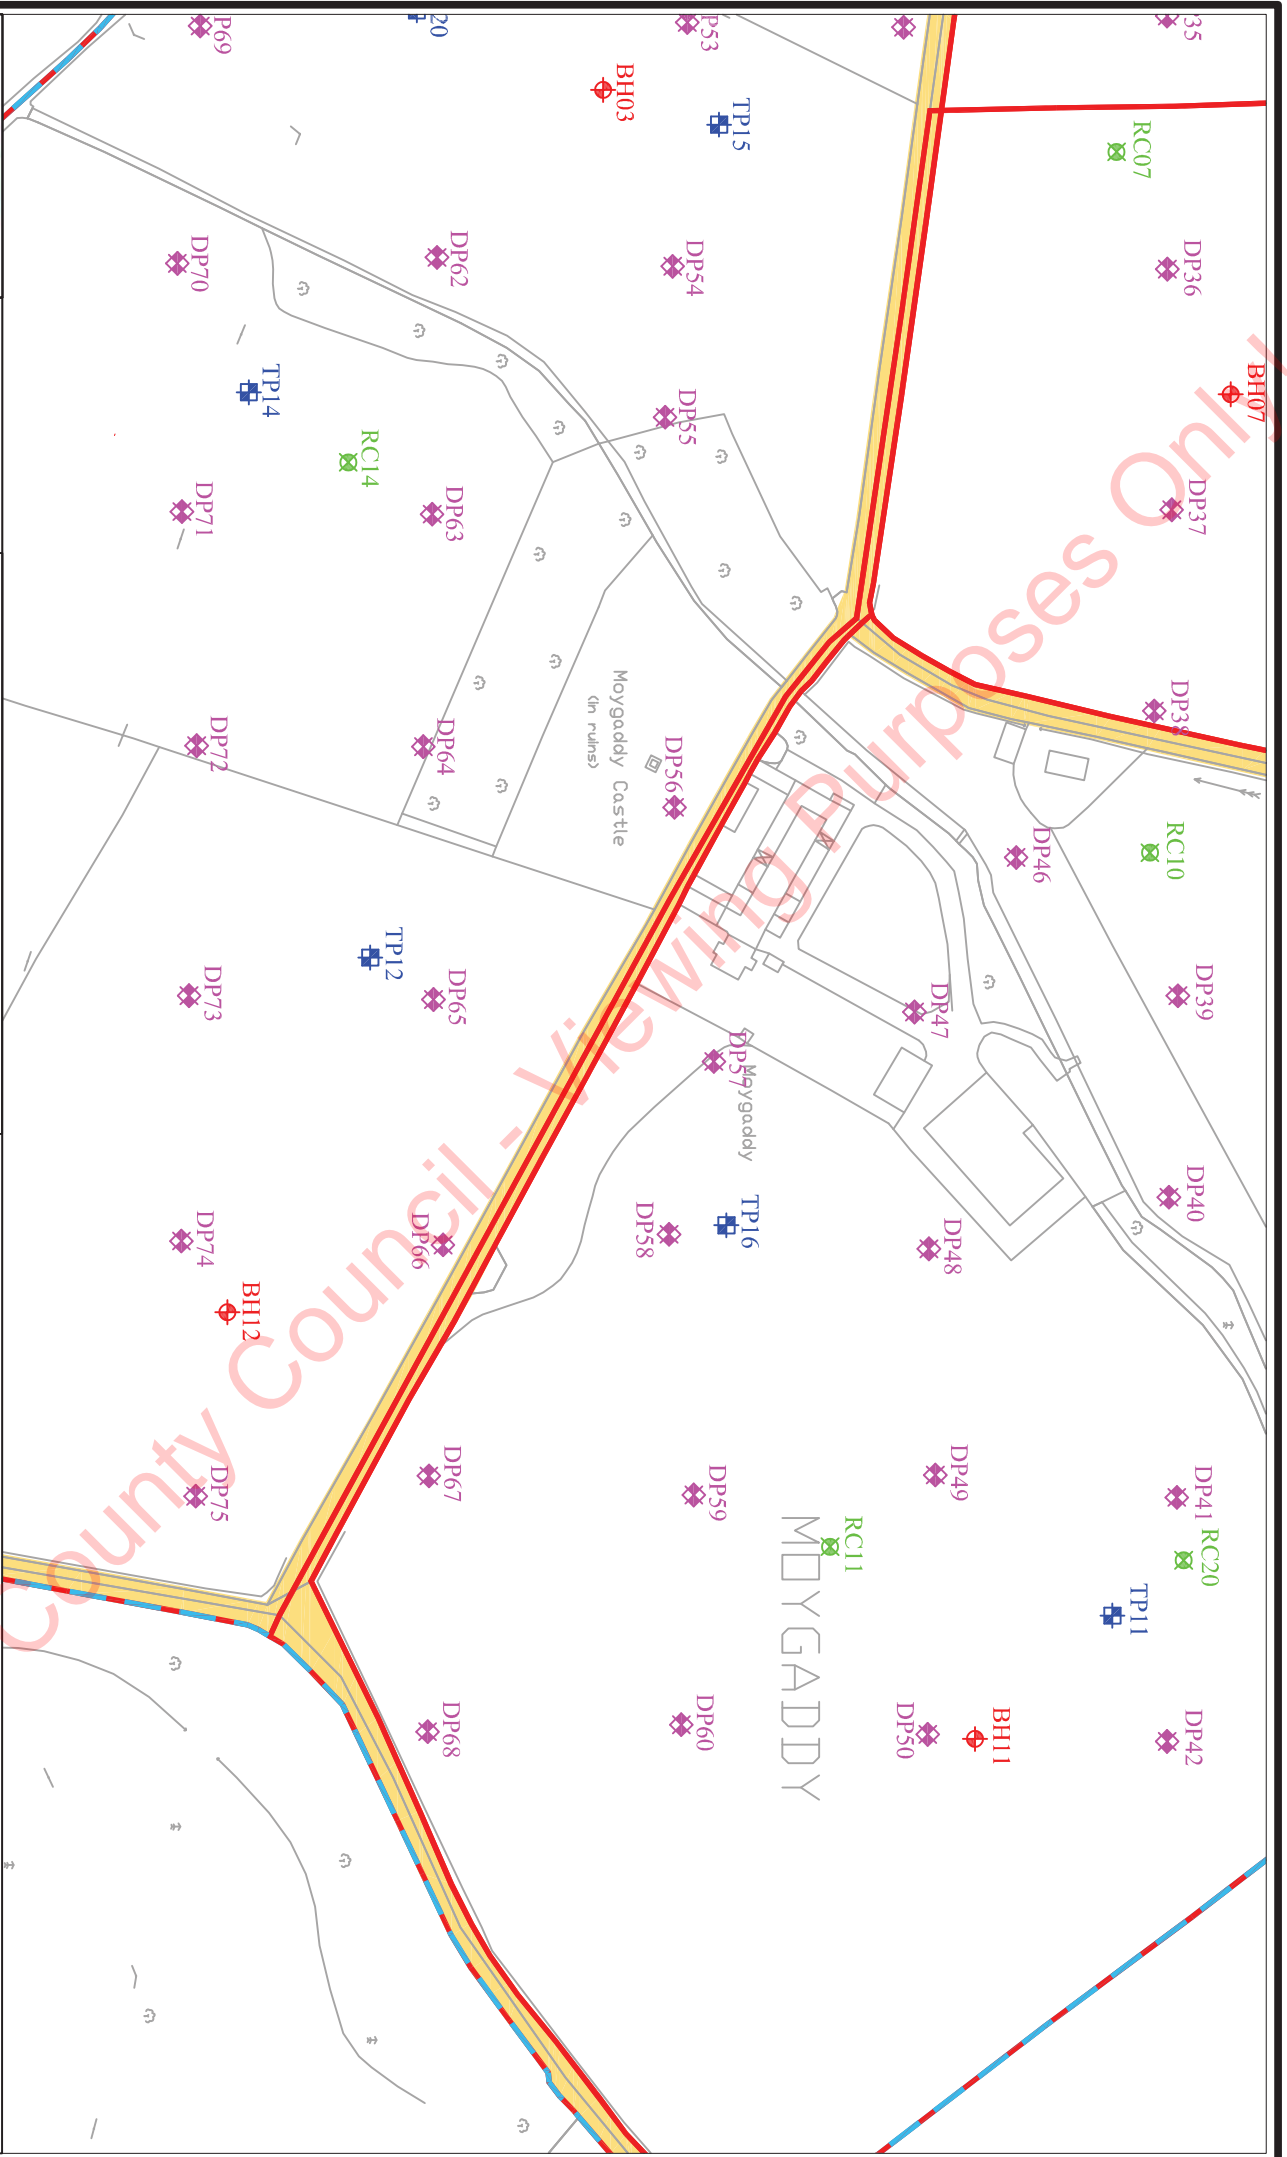 P69
20
P53
35
BH03
TP15
RC07
DP70
DP62
DP54
DP36
TP14
BH07
RC14
DP55
DP71
DP63
DP37
Moygaddy Castle
(in ruins)
DP72
DP64
DP56
DP38
DP46
RC10
TP12
DP73
DP65
DP47
DP39
DP57
Moygaddy
DP74
DP66
DP58
TP16
DP48
DP40
BH12
DP75
DP67
DP59
DP49
DP41
RC11
RC20
TP11
MOYGADDY
DP68
DP60
DP50
BH11
DP42
County Council - Viewing Purposes Only